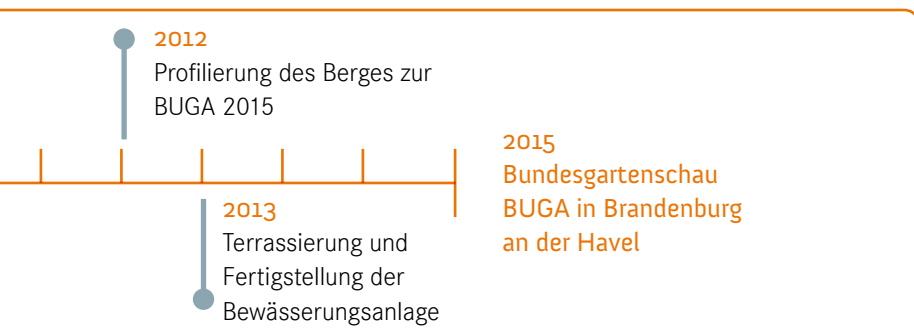 2012
Profilierung des Berges zur
BUGA 2015
2013
Terrassierung und
Fertigstellung der
Bewässerungsanlage
2015
Bundesgartenschau
BUGA in Brandenburg
an der Havel